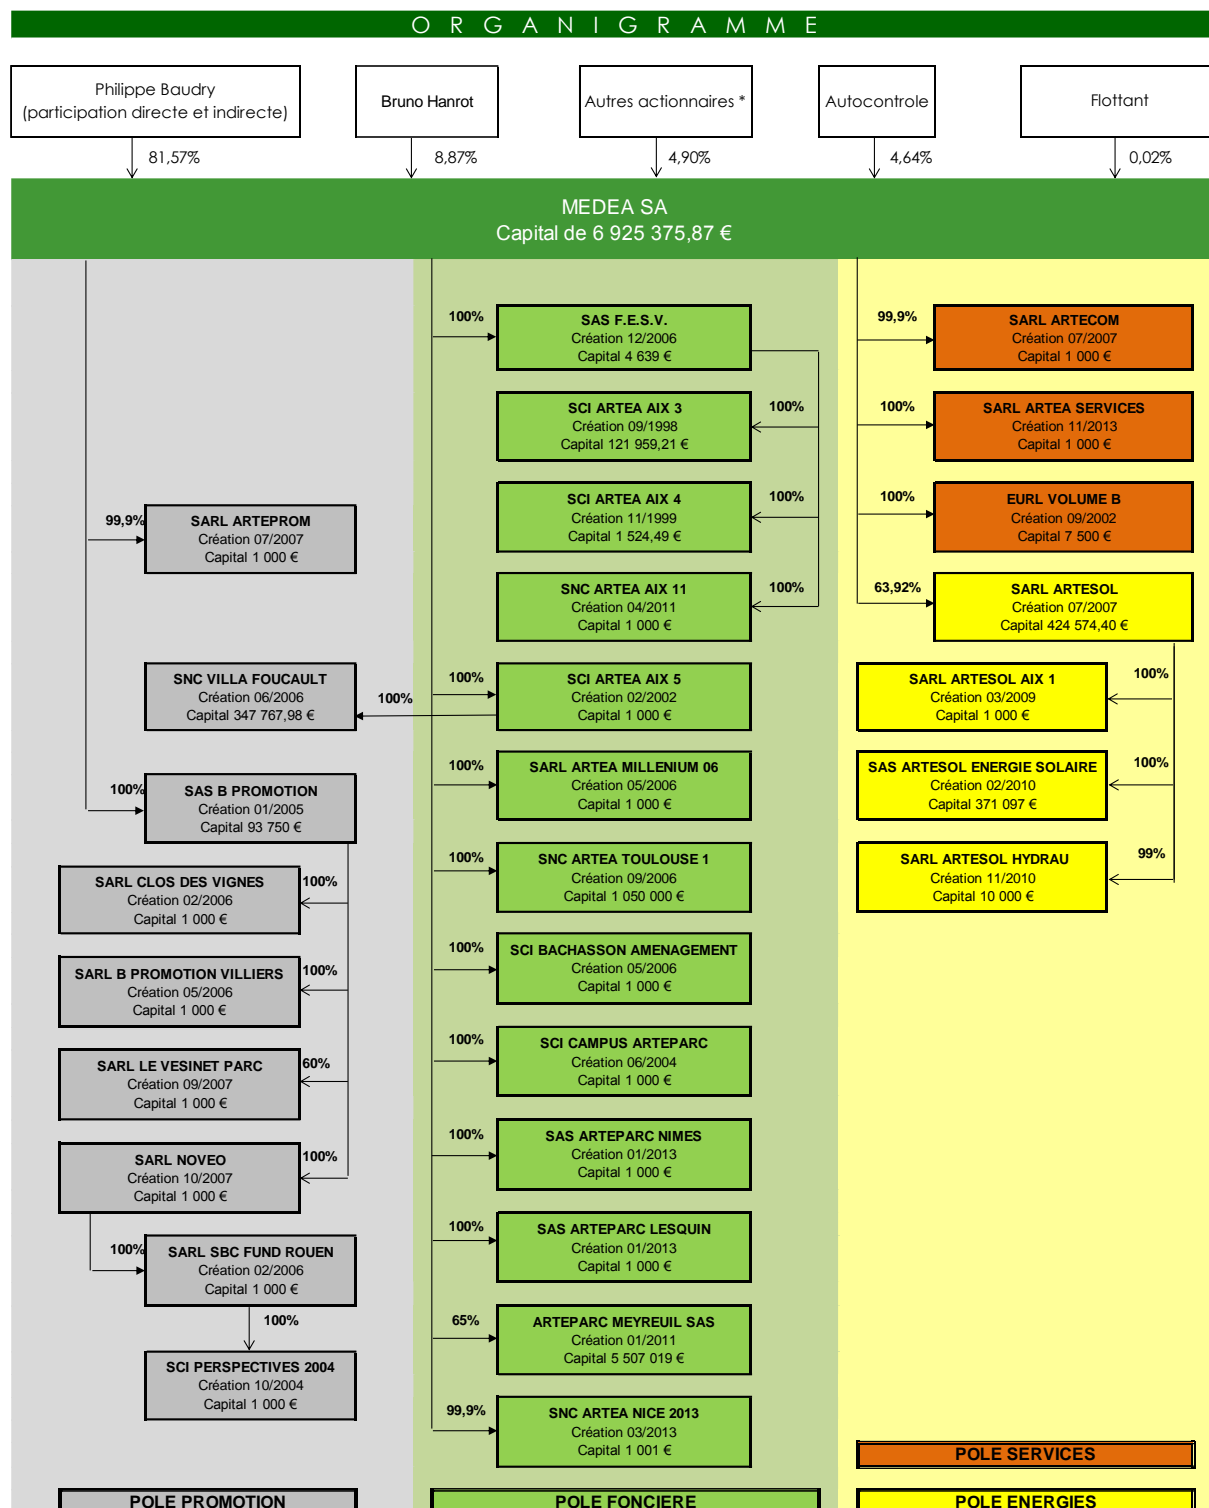 ORGANIGRAMME
Philippe Baudry
(participation directe et indirecte)
Bruno Hanrot
Autres actionnaires *
Autocontrole
Flottant
81,57%
8,87%
4,90%
4,64%
0,02%
MEDEA SA
Capital de 6 925 375,87 €
99,9%
SARL ARTEPROM
Création 07/2007
Capital 1 000 €
SNC VILLA FOUCAULT
Création 06/2006
Capital 347 767,98 €
100%
100%
SAS B PROMOTION
Création 01/2005
Capital 93 750 €
SARL CLOS DES VIGNES
Création 02/2006
Capital 1 000 €
100%
SARL B PROMOTION VILLIERS
Création 05/2006
Capital 1 000 €
100%
SARL LE VESINET PARC
Création 09/2007
Capital 1 000 €
60%
SARL NOVEO
Création 10/2007
Capital 1 000 €
100%
100%
SARL SBC FUND ROUEN
Création 02/2006
Capital 1 000 €
100%
SCI PERSPECTIVES 2004
Création 10/2004
Capital 1 000 €
POLE PROMOTION
100%
SAS F.E.S.V.
Création 12/2006
Capital 4 639 €
SCI ARTEA AIX 3
Création 09/1998
Capital 121 959,21 €
100%
SCI ARTEA AIX 4
Création 11/1999
Capital 1 524,49 €
100%
SNC ARTEA AIX 11
Création 04/2011
Capital 1 000 €
100%
100%
SCI ARTEA AIX 5
Création 02/2002
Capital 1 000 €
100%
SARL ARTEA MILLENIUM 06
Création 05/2006
Capital 1 000 €
100%
SNC ARTEA TOULOUSE 1
Création 09/2006
Capital 1 050 000 €
100%
SCI BACHASSON AMENAGEMENT
Création 05/2006
Capital 1 000 €
100%
SCI CAMPUS ARTEPARC
Création 06/2004
Capital 1 000 €
100%
SAS ARTEPARC NIMES
Création 01/2013
Capital 1 000 €
100%
SAS ARTEPARC LESQUIN
Création 01/2013
Capital 1 000 €
65%
ARTEPARC MEYREUIL SAS
Création 01/2011
Capital 5 507 019 €
99,9%
SNC ARTEA NICE 2013
Création 03/2013
Capital 1 001 €
POLE FONCIERE
99,9%
SARL ARTECOM
Création 07/2007
Capital 1 000 €
100%
SARL ARTEA SERVICES
Création 11/2013
Capital 1 000 €
100%
EURL VOLUME B
Création 09/2002
Capital 7 500 €
63,92%
SARL ARTESOL
Création 07/2007
Capital 424 574,40 €
SARL ARTESOL AIX 1
Création 03/2009
Capital 1 000 €
100%
SAS ARTESOL ENERGIE SOLAIRE
Création 02/2010
Capital 371 097 €
100%
SARL ARTESOL HYDRAU
Création 11/2010
Capital 10 000 €
99%
POLE SERVICES
POLE ENERGIES